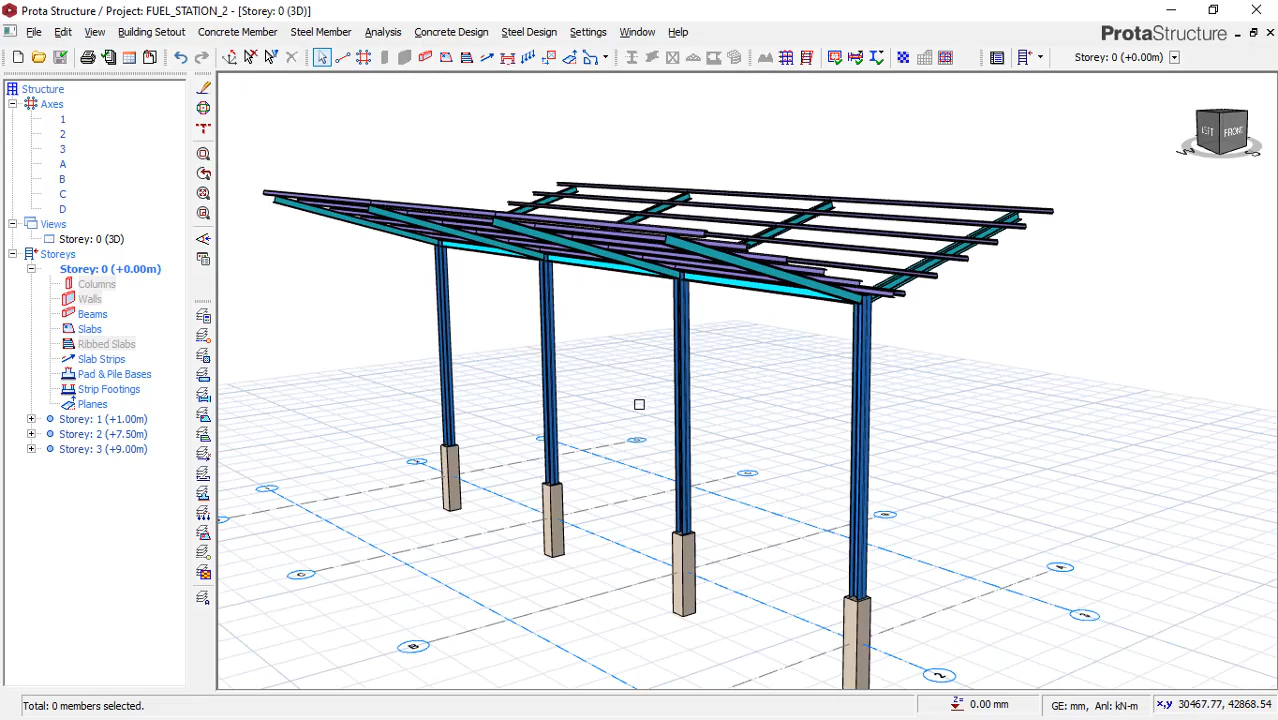 Prota Structure / Project: FUEL_STATION_2 - [Storey: 0 (3D)]
File Edit View Building Setout Concrete Member Steel Member Analysis Concrete Design Steel Design Settings Window Help
ProtaStructure
Storey: 0 (+0.00m)
Structure
Axes
1
2
3
A
B
C
D
Views
Storey: 0 (3D)
Storeys
Storey: 0 (+0.00m)
Columns
Walls
Beams
Slabs
Ribbed Slabs
Slab Strips
Pad & Pile Bases
Strip Footings
Planes
Storey: 1 (+1.00m)
Storey: 2 (+7.50m)
Storey: 3 (+9.00m)
LEFT FRONT
W S
B
2
Total: 0 members selected.
Z= 0.00 mm
GE: mm, Anl: kN-m
x,y 30467.77, 42868.54